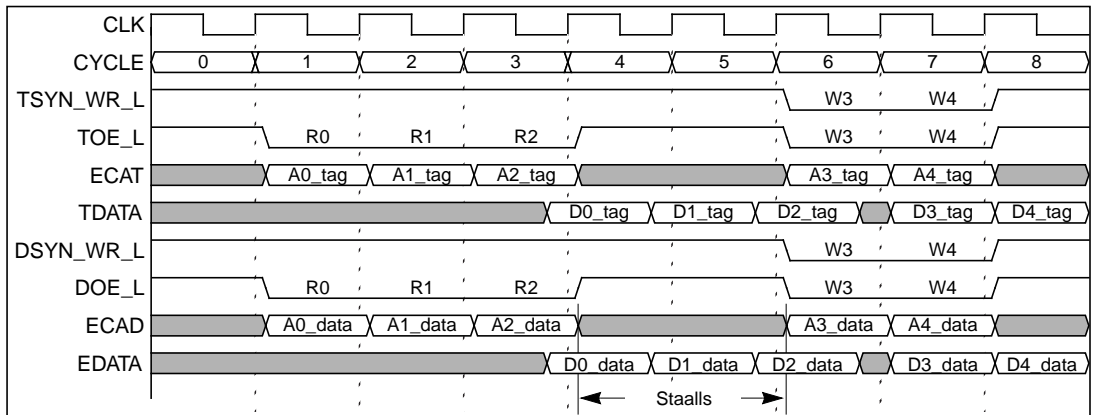 CLK
CYCLE 0 1 2 3 4 5 6 7 8
TSYN_WR_L W3 W4
TOE_L R0 R1 R2 W3 W4
ECAT A0_tag A1_tag A2_tag A3_tag A4_tag
TDATA D0_tag D1_tag D2_tag D3_tag D4_tag
DSYN_WR_L W3 W4
DOE_L R0 R1 R2 W3 W4
ECAD A0_data A1_data A2_data A3_data A4_data
EDATA D0_data D1_data D2_data D3_data D4_data
Staalls